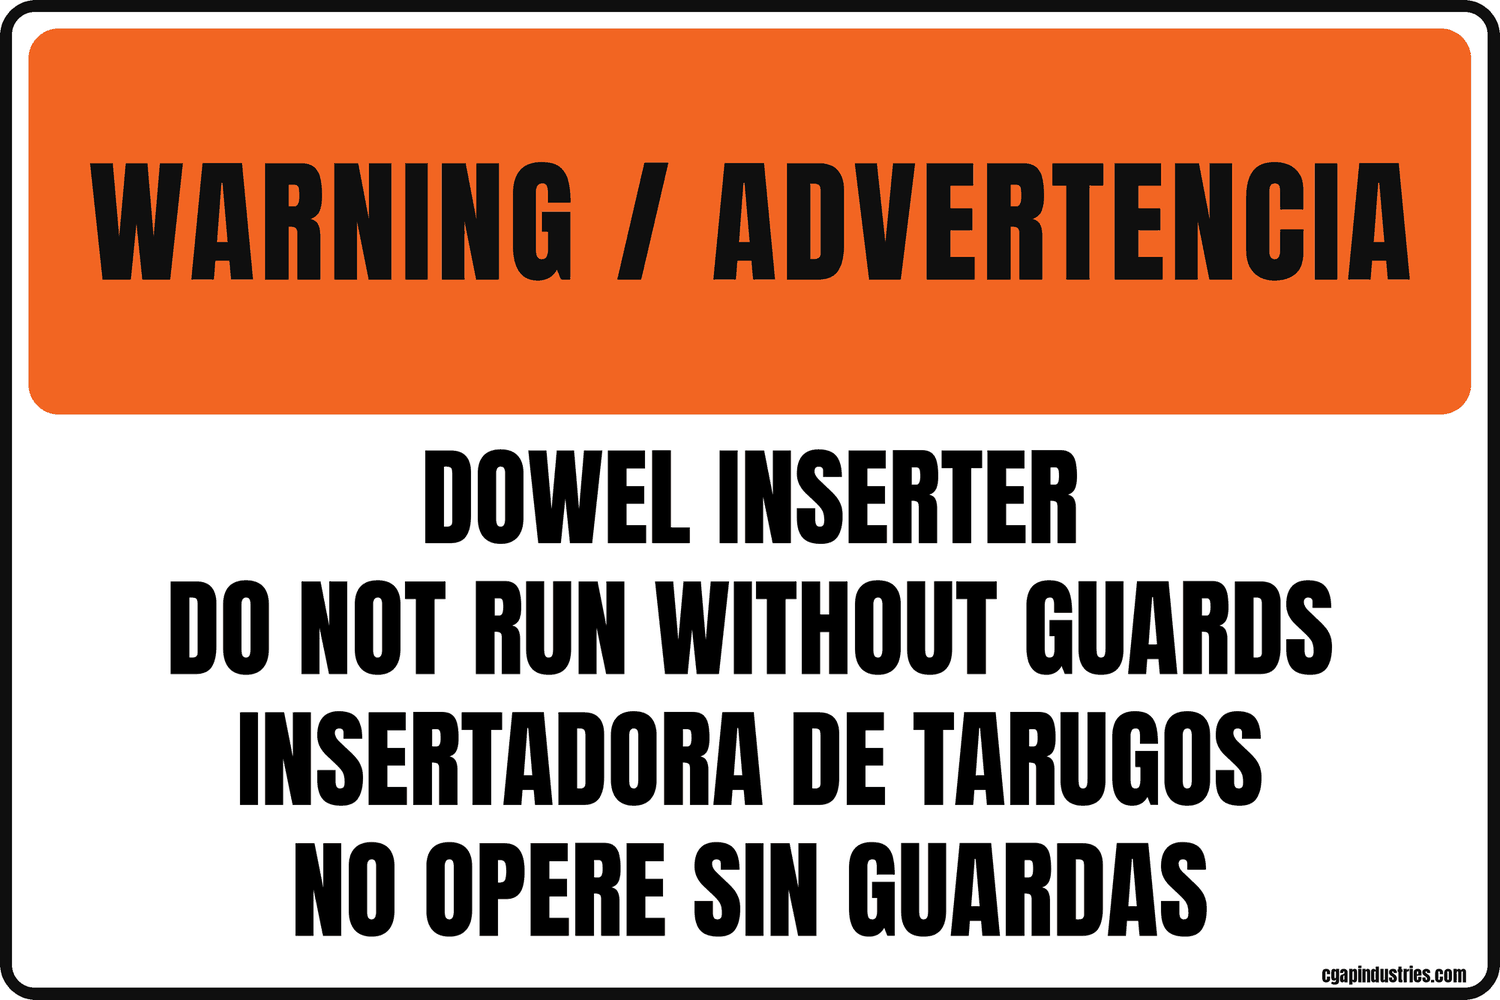 WARNING / ADVERTENCIA
DOWEL INSERTER
DO NOT RUN WITHOUT GUARDS
INSERTADORA DE TARUGOS
NO OPERE SIN GUARDAS
cgapindustries.com